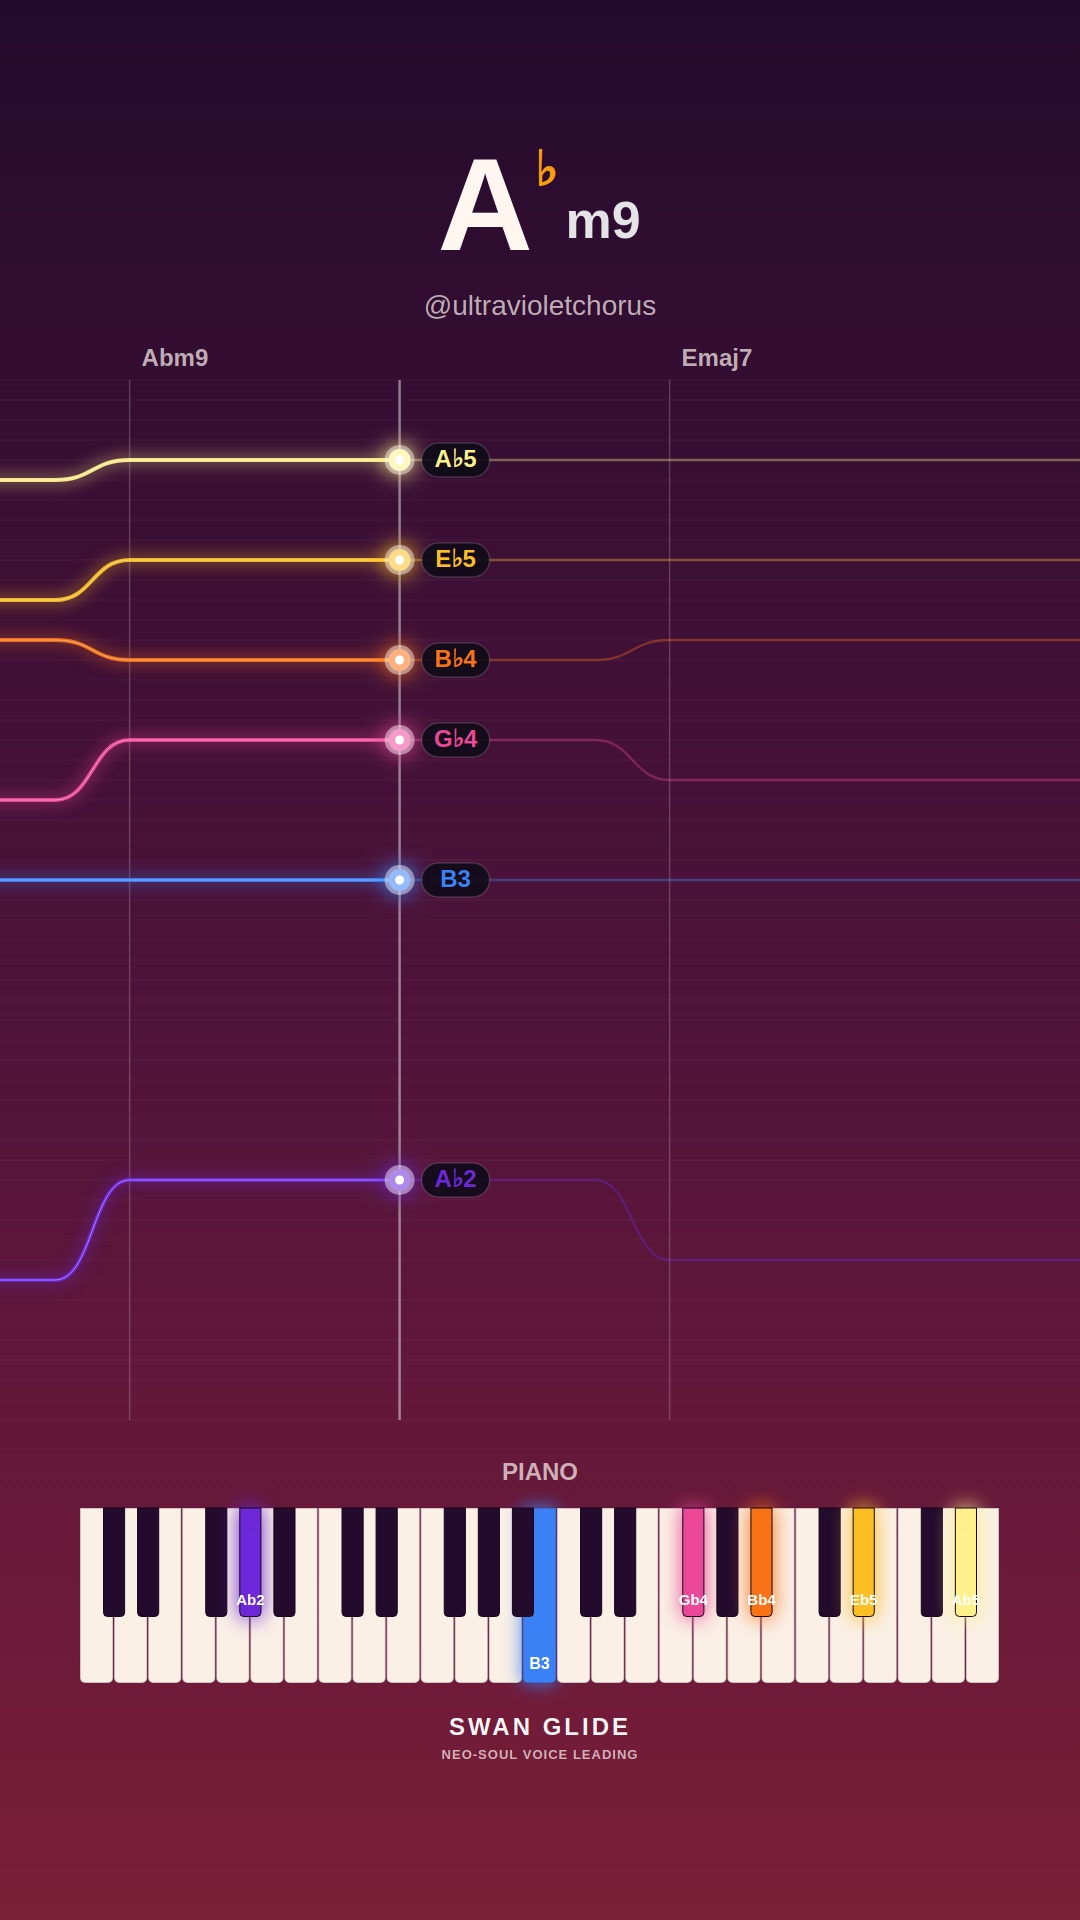 A♭m9
@ultravioletchorus
Abm9 Emaj7
A♭5
E♭5
B♭4
G♭4
B3
A♭2
PIANO
Ab2 Gb4 Bb4 Eb5 Ab5
B3
SWAN GLIDE
NEO-SOUL VOICE LEADING